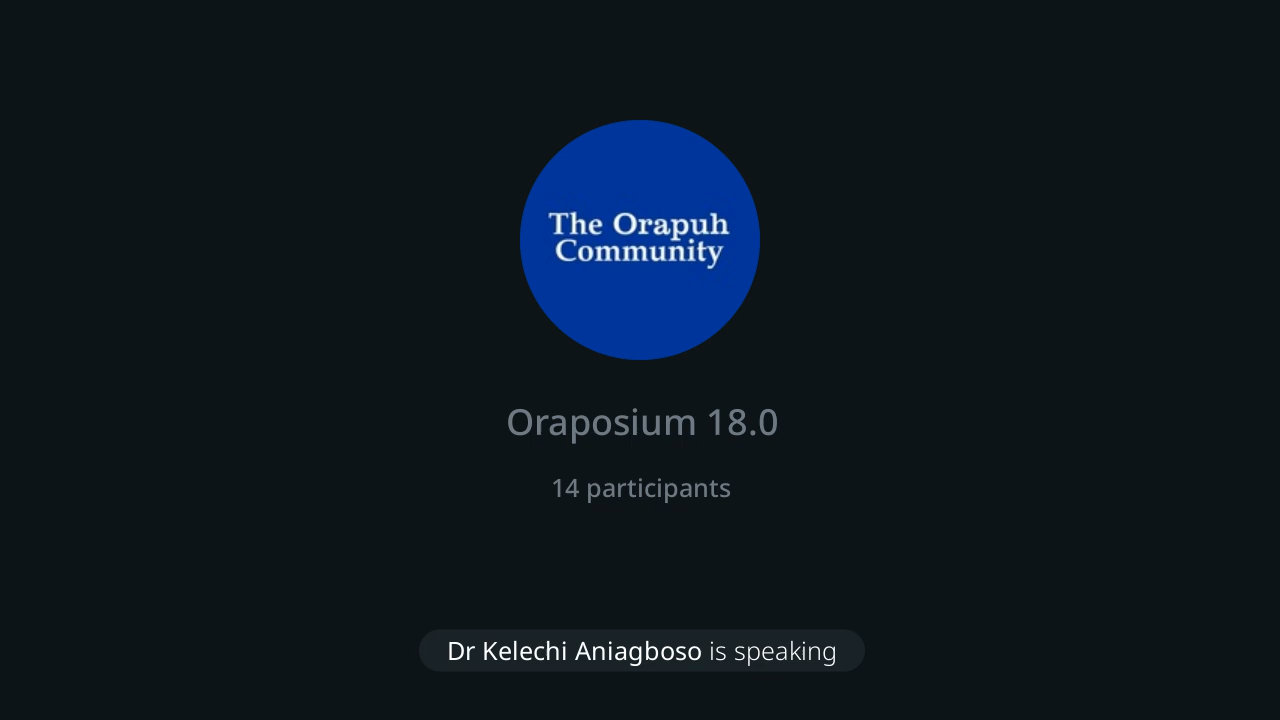 The Orapuh
Community
Oraposium 18.0
14 participants
Dr Kelechi Aniagboso is speaking